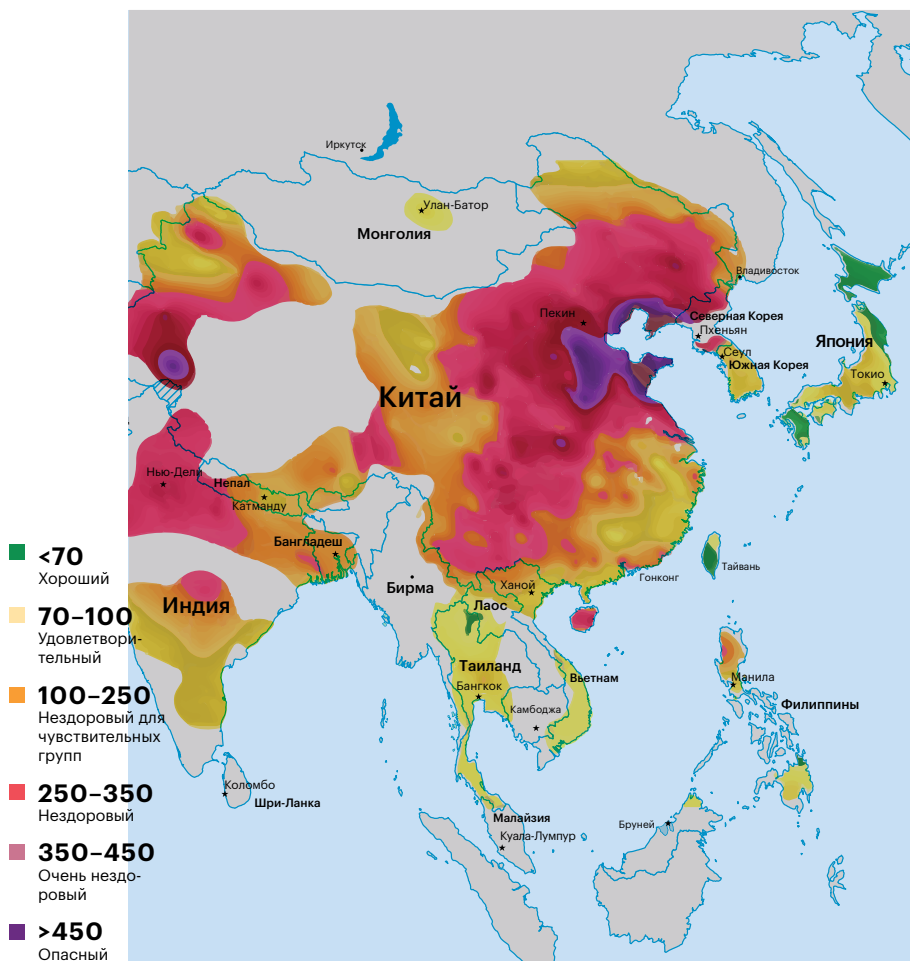 Иркутск
Улан-Батор
Монголия
Владивосток
Пекин
Северная Корея
Пхеньян
Япония
Сеул
Южная Корея
Токио
Китай
Нью-Дели
Непал
Катманду
Бангладеш
Тайвань
Гонконг
Ханой
Бирма
Лаос
Индия
Таиланд
Вьетнам
Бангкок
Манила
Камбоджа
Филиппины
Коломбо
Шри-Ланка
Малайзия
Бруней
Куала-Лумпур
<70
Хороший
70–100
Удовлетвори-
тельный
100–250
Нездоровый для
чувствительных
групп
250–350
Нездоровый
350–450
Очень нездо-
ровый
>450
Опасный